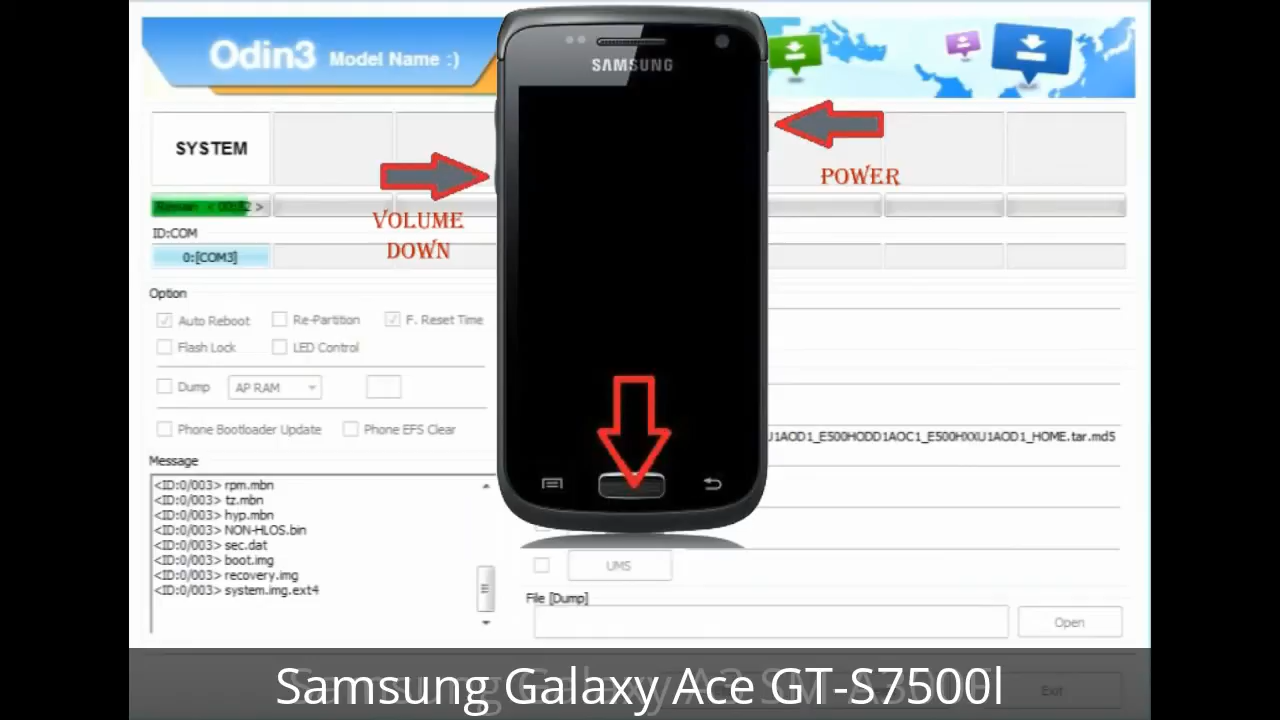 Odin3 Model Name :)
SAMSUNG
SYSTEM
POWER
VOLUME
DOWN
ID:COM
0:[COM3]
Option
Auto Reboot
Re-Partition
F. Reset Time
Flash Lock
LED Control
Dump
AP RAM
Phone Bootloader Update
Phone EFS Clear
U1AOD1_E500HODD1AOC1_E500HXXU1AOD1_HOME.tar.md5
Message
<ID:0/003> rpm.mbn
<ID:0/003> tz.mbn
<ID:0/003> hyp.mbn
<ID:0/003> NON-HLOS.bin
<ID:0/003> sec.dat
<ID:0/003> boot.img
<ID:0/003> recovery.img
<ID:0/003> system.img.ext4
UMS
File [Dump]
Open
Samsung Galaxy Ace GT-S7500l
Exit